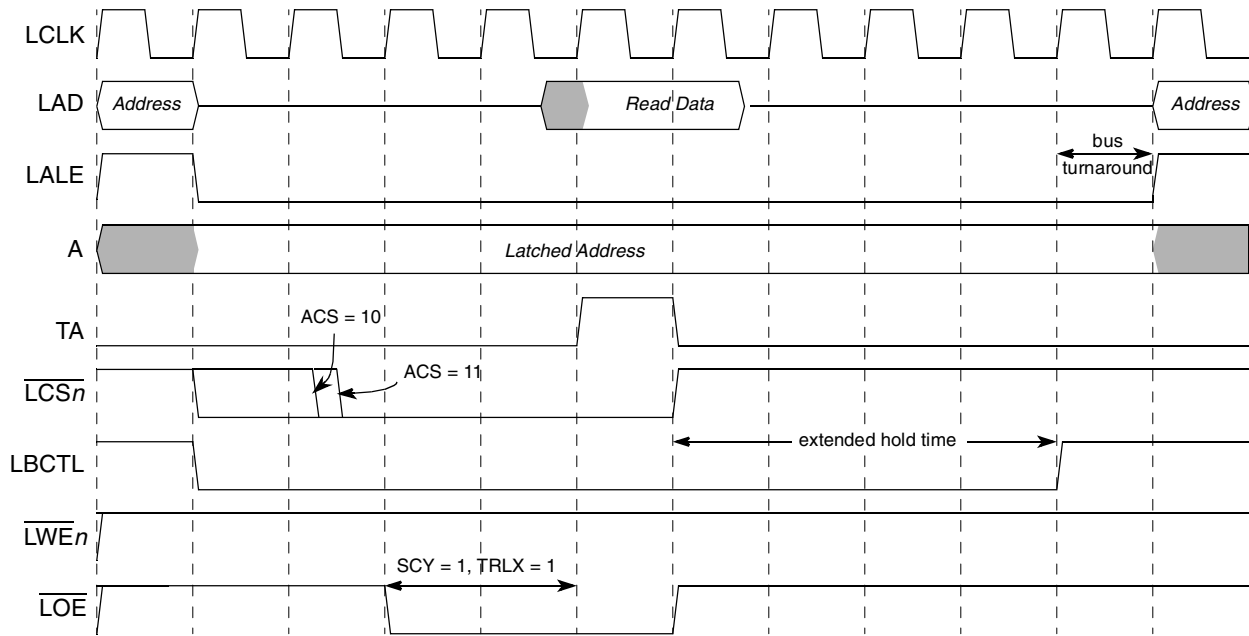 LCLK
LAD Address Read Data Address
bus
LALE turnaround
A Latched Address
ACS = 10
TA
ACS = 11
LCSn
extended hold time
LBCTL
LWEn
SCY = 1, TRLX = 1
LOE